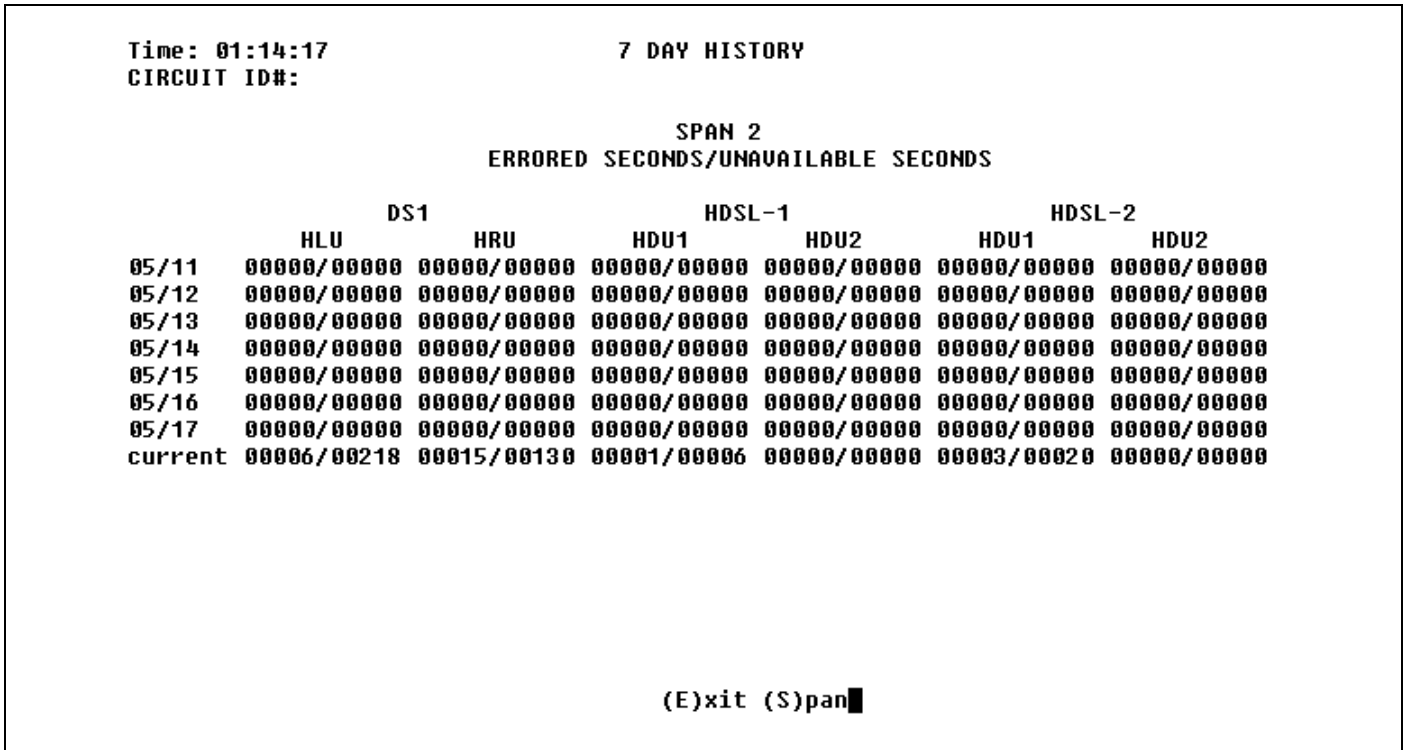 Time: 01:14:17 7 DAY HISTORY
CIRCUIT ID#:
SPAN 2
ERRORED SECONDS/UNAVAILABLE SECONDS
DS1 HDSL-1 HDSL-2
HLU HRU HDU1 HDU2 HDU1 HDU2
05/11 00000/00000 00000/00000 00000/00000 00000/00000 00000/00000 00000/00000
05/12 00000/00000 00000/00000 00000/00000 00000/00000 00000/00000 00000/00000
05/13 00000/00000 00000/00000 00000/00000 00000/00000 00000/00000 00000/00000
05/14 00000/00000 00000/00000 00000/00000 00000/00000 00000/00000 00000/00000
05/15 00000/00000 00000/00000 00000/00000 00000/00000 00000/00000 00000/00000
05/16 00000/00000 00000/00000 00000/00000 00000/00000 00000/00000 00000/00000
05/17 00000/00000 00000/00000 00000/00000 00000/00000 00000/00000 00000/00000
current 00006/00218 00015/00130 00001/00006 00000/00000 00003/00020 00000/00000
(E)xit (S)pan